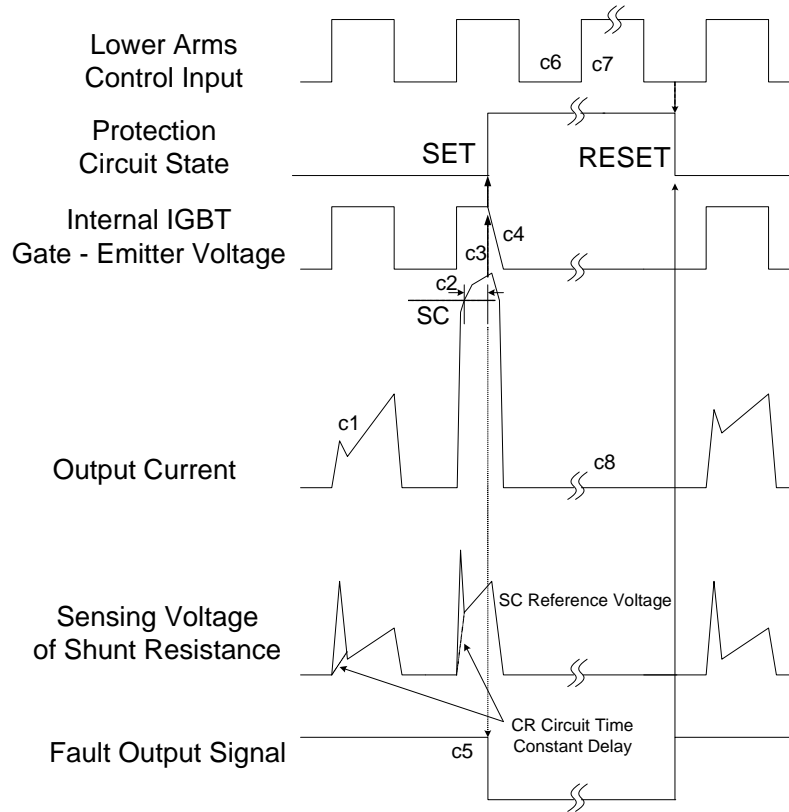 Lower Arms
Control Input
c6
c7
Protection
Circuit State
SET
RESET
Internal IGBT
Gate - Emitter Voltage
c4
c3
c2
SC
c1
Output Current
c8
Sensing Voltage
of Shunt Resistance
SC Reference Voltage
CR Circuit Time
Constant Delay
Fault Output Signal
c5